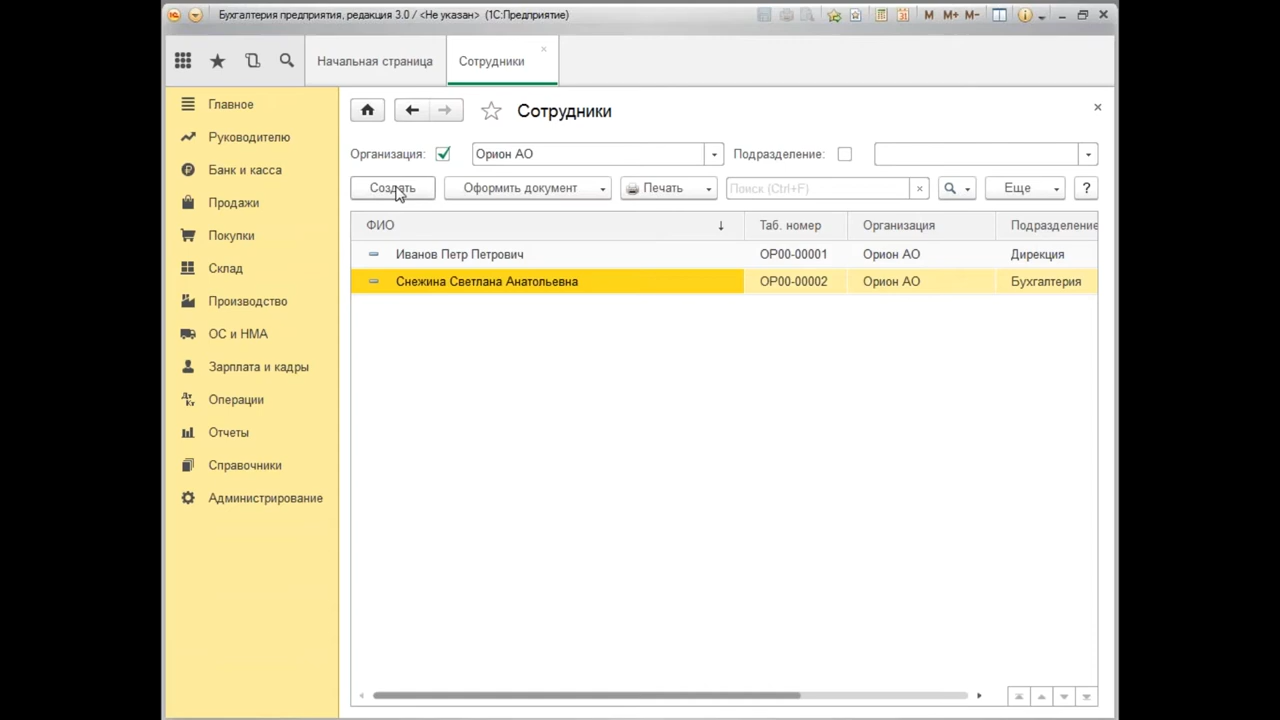 Бухгалтерия предприятия, редакция 3.0 / <Не указан> (1С:Предприятие) M M+ M-
Начальная страница Сотрудники
Главное
Руководителю
Банк и касса
Продажи
Покупки
Склад
Производство
ОС и НМА
Зарплата и кадры
Операции
Отчеты
Справочники
Администрирование
Сотрудники
Организация: Орион АО Подразделение:
Создать Оформить документ Печать Поиск (Ctrl+F) Еще ?
ФИО Таб. номер Организация Подразделение
Иванов Петр Петрович ОР00-00001 Орион АО Дирекция
Снежина Светлана Анатольевна ОР00-00002 Орион АО Бухгалтерия